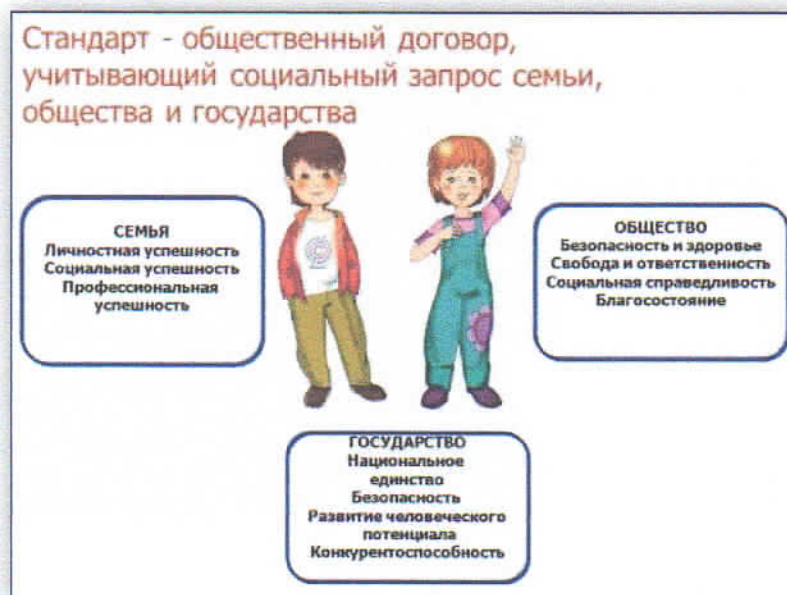 Стандарт - общественный договор,
учитывающий социальный запрос семьи,
общества и государства
СЕМЬЯ
Личностная успешность
Социальная успешность
Профессиональная
успешность
ОБЩЕСТВО
Безопасность и здоровье
Свобода и ответственность
Социальная справедливость
Благосостояние
ГОСУДАРСТВО
Национальное
единство
Безопасность
Развитие человеческого
потенциала
Конкурентоспособность